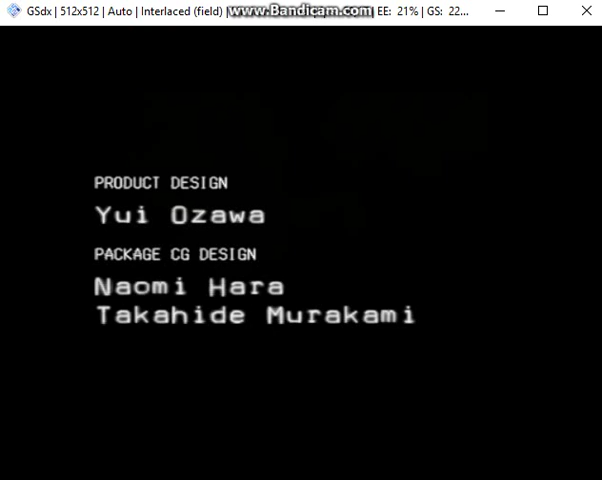 GSdx | 512x512 | Auto | Interlaced (field) | www.Bandicam.com | EE: 21% | GS: 22...
PRODUCT DESIGN
Yui Ozawa
PACKAGE CG DESIGN
Naomi Hara
Takahide Murakami